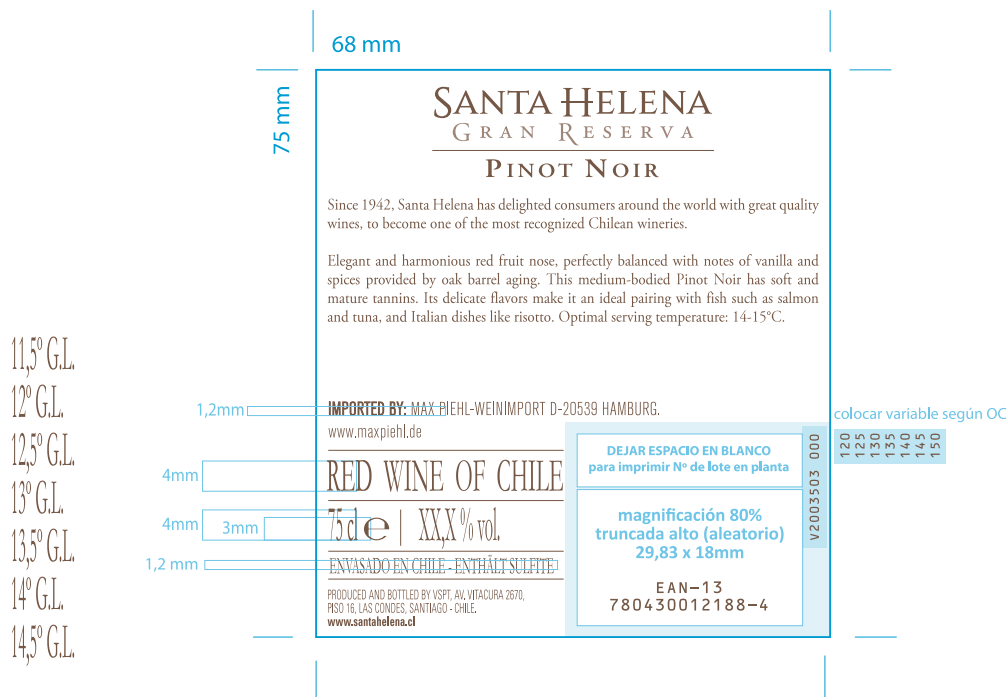 68 mm
75 mm
SANTA HELENA
GRAN RESERVA
PINOT NOIR
Since 1942, Santa Helena has delighted consumers around the world with great quality
wines, to become one of the most recognized Chilean wineries.
Elegant and harmonious red fruit nose, perfectly balanced with notes of vanilla and
spices provided by oak barrel aging. This medium-bodied Pinot Noir has soft and
mature tannins. Its delicate flavors make it an ideal pairing with fish such as salmon
and tuna, and Italian dishes like risotto. Optimal serving temperature: 14-15°C.
11,5º G.L.
12º G.L.
12,5º G.L.
13º G.L.
13,5º G.L.
14º G.L.
14,5º G.L.
1,2mm
IMPORTED BY: MAX PIEHL-WEINIMPORT D-20539 HAMBURG.
www.maxpiehl.de
4mm
RED WINE OF CHILE
4mm
3mm
75 cl ℮ | XX,X % vol.
1,2 mm
ENVASADO EN CHILE - ENTHÄLT SULFITE
PRODUCED AND BOTTLED BY VSPT, AV. VITACURA 2670,
PISO 16, LAS CONDES, SANTIAGO - CHILE.
www.santahelena.cl
DEJAR ESPACIO EN BLANCO
para imprimir Nº de lote en planta
magnificación 80%
truncada alto (aleatorio)
29,83 x 18mm
EAN-13
780430012188-4
V2003503 000
colocar variable según OC
120
125
130
135
140
145
150